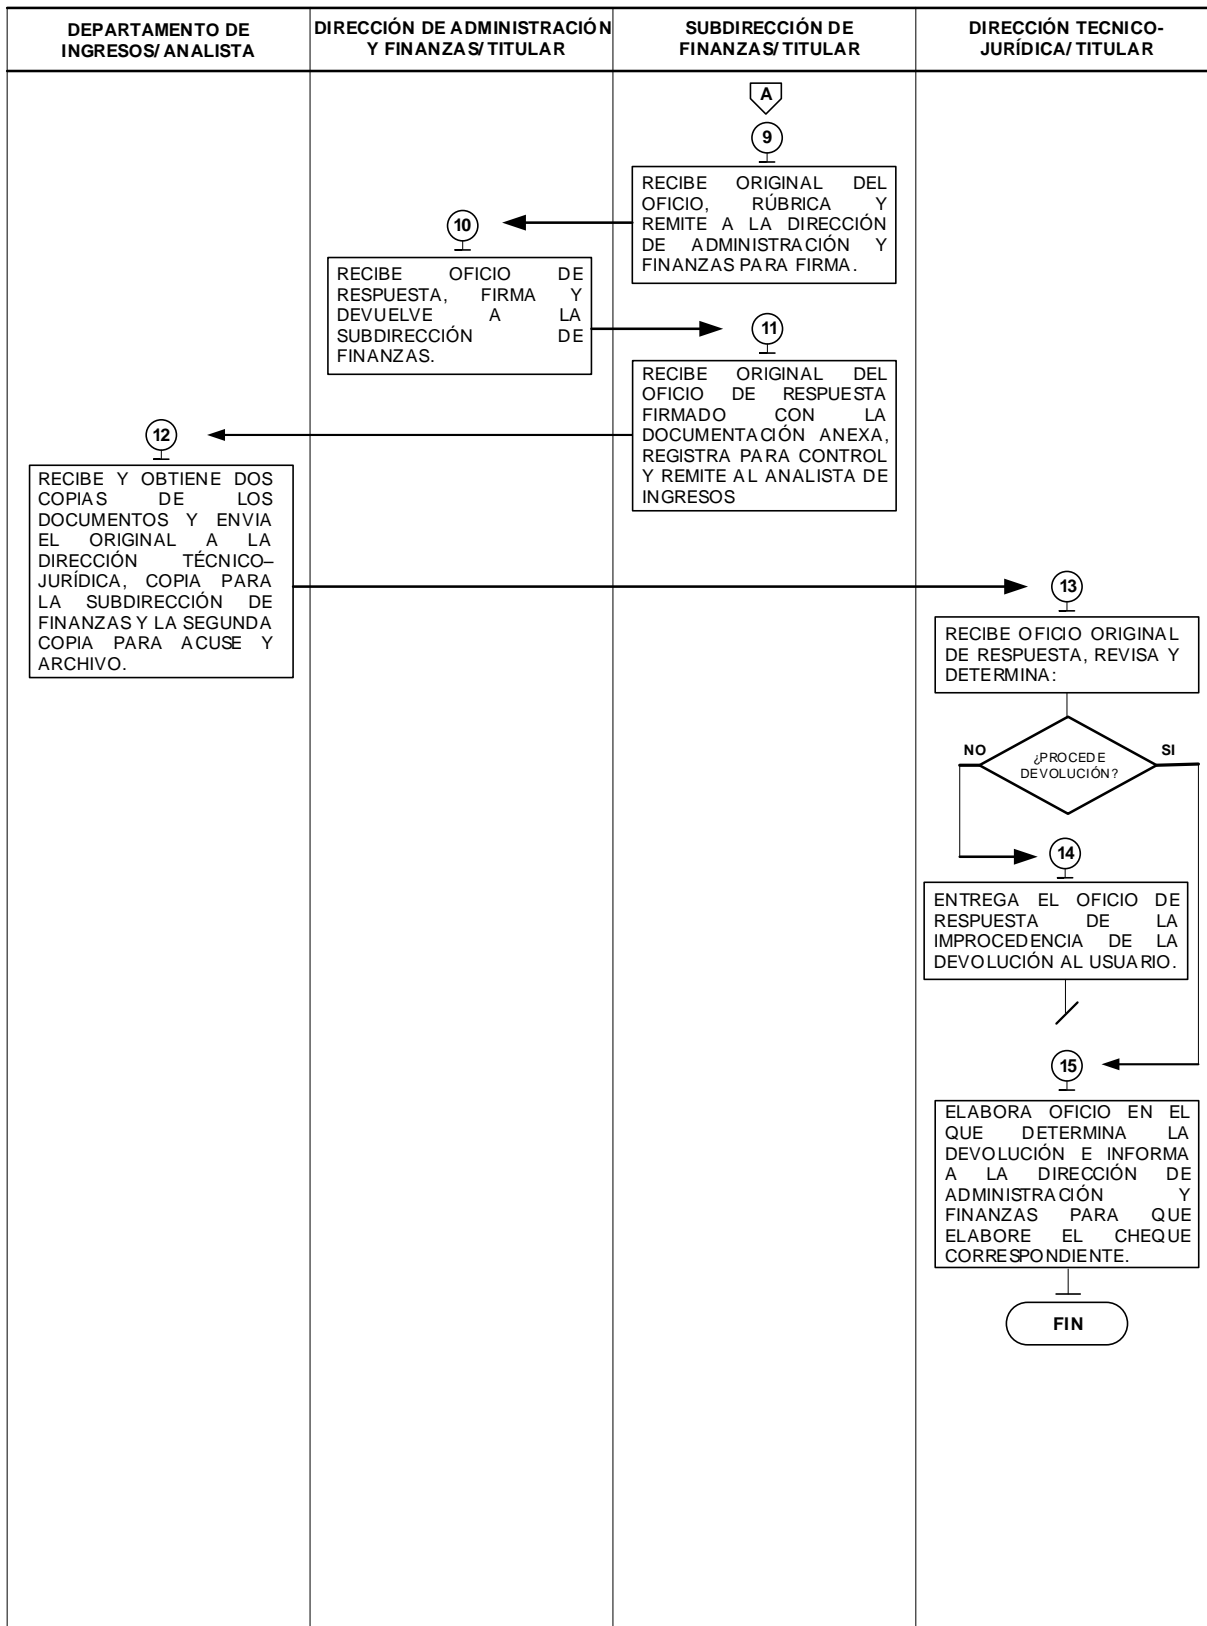 DEPARTAMENTO DE
INGRESOS/ ANALISTA
DIRECCIÓN DE ADMINISTRACIÓN
Y FINANZAS/ TITULAR
SUBDIRECCIÓN DE
FINANZAS/ TITULAR
DIRECCIÓN TECNICO-
JURÍDICA/ TITULAR
A
9
RECIBE ORIGINAL DEL
OFICIO, RÚBRICA Y
REMITE A LA DIRECCIÓN
DE ADMINISTRACIÓN Y
FINANZAS PARA FIRMA.
10
RECIBE OFICIO DE
RESPUESTA, FIRMA Y
DEVUELVE A LA
SUBDIRECCIÓN DE
FINANZAS.
11
RECIBE ORIGINAL DEL
OFICIO DE RESPUESTA
FIRMADO CON LA
DOCUMENTACIÓN ANEXA,
REGISTRA PARA CONTROL
Y REMITE AL ANALISTA DE
INGRESOS
12
RECIBE Y OBTIENE DOS
COPIAS DE LOS
DOCUMENTOS Y ENVIA
EL ORIGINAL A LA
DIRECCIÓN TÉCNICO–
JURÍDICA, COPIA PARA
LA SUBDIRECCIÓN DE
FINANZAS Y LA SEGUNDA
COPIA PARA ACUSE Y
ARCHIVO.
13
RECIBE OFICIO ORIGINAL
DE RESPUESTA, REVISA Y
DETERMINA:
NO
¿PROCEDE
DEVOLUCIÓN?
SI
14
ENTREGA EL OFICIO DE
RESPUESTA DE LA
IMPROCEDENCIA DE LA
DEVOLUCIÓN AL USUARIO.
15
ELABORA OFICIO EN EL
QUE DETERMINA LA
DEVOLUCIÓN E INFORMA
A LA DIRECCIÓN DE
ADMINISTRACIÓN Y
FINANZAS PARA QUE
ELABORE EL CHEQUE
CORRESPONDIENTE.
FIN